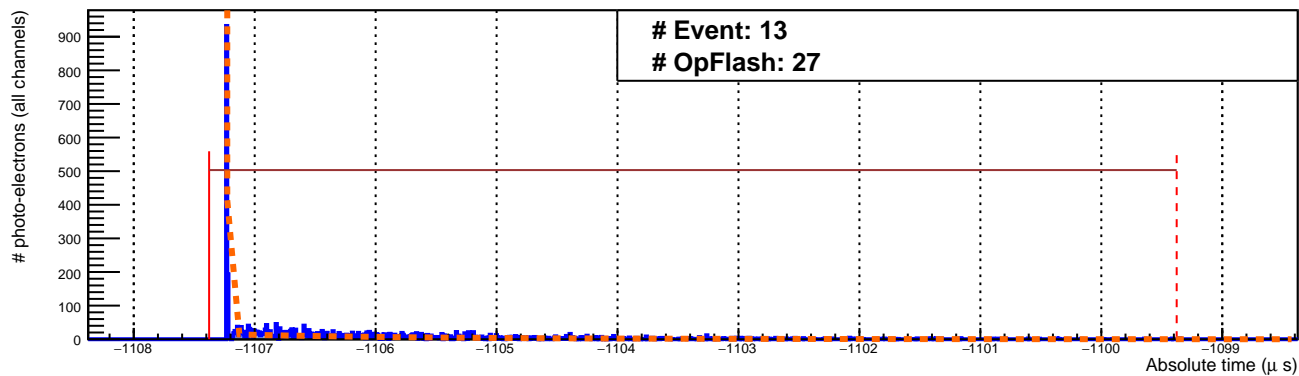 # Event: 13
# OpFlash: 27
# photo-electrons (all channels)
900
800
700
600
500
400
300
200
100
0
−1108 −1107 −1106 −1105 −1104 −1103 −1102 −1101 −1100 −1099
Absolute time (μ s)